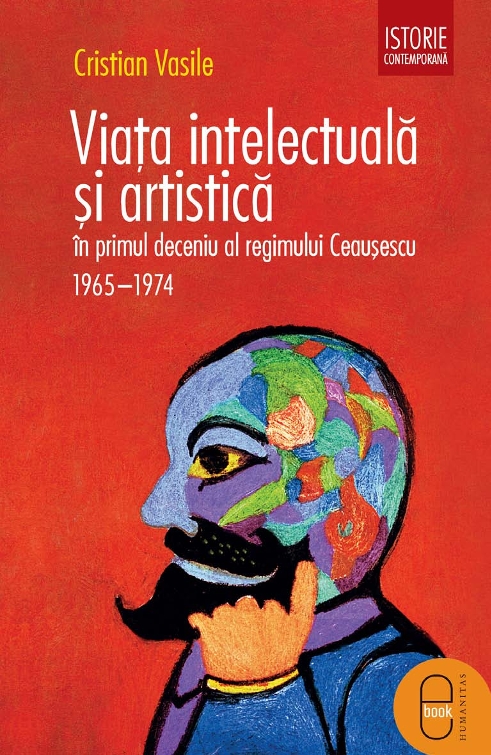 ISTORIE
CONTEMPORANĂ
Cristian Vasile
Viața intelectuală
și artistică
în primul deceniu al regimului Ceaușescu
1965–1974
book
HUMANITAS